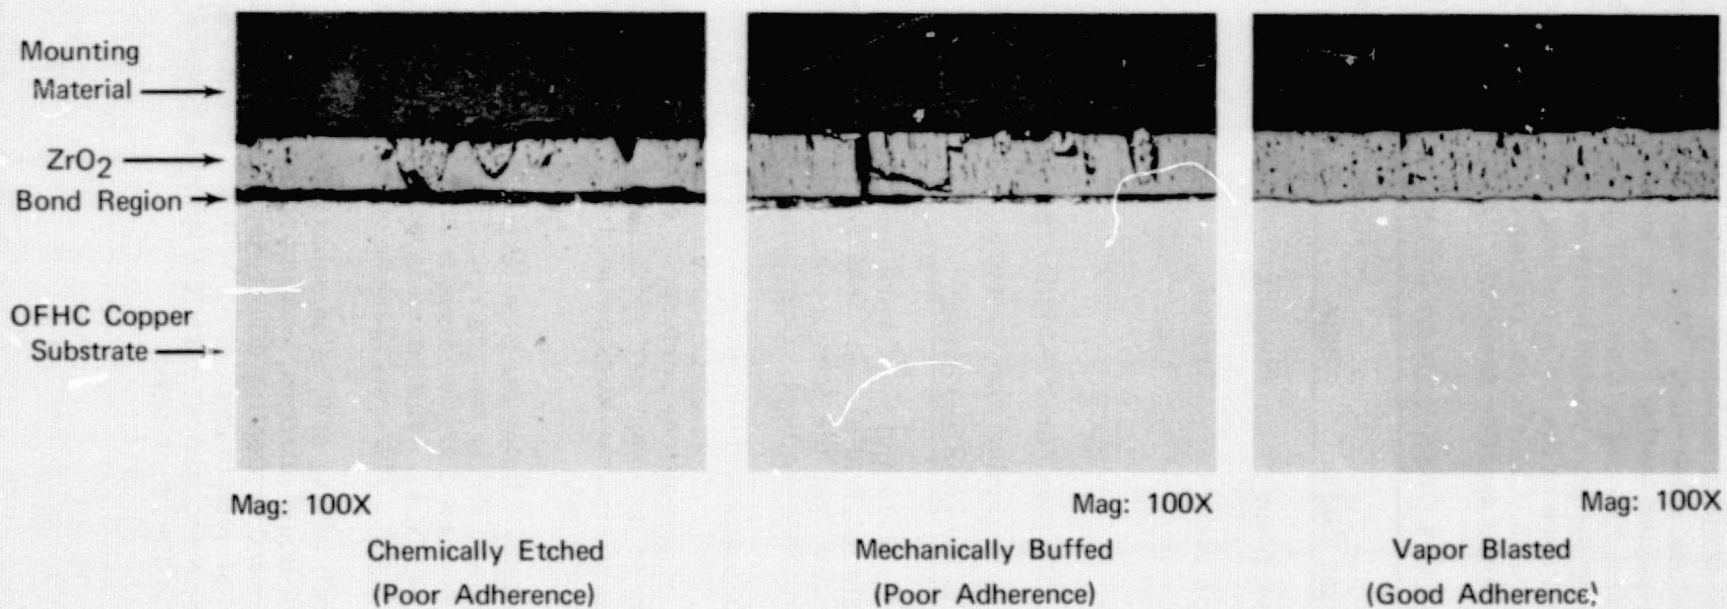 Mounting
Material
ZrO2
Bond Region
OFHC Copper
Substrate
Mag: 100X
Mag: 100X
Mag: 100X
Chemically Etched
Mechanically Buffed
Vapor Blasted
(Poor Adherence)
(Poor Adherence)
(Good Adherence)